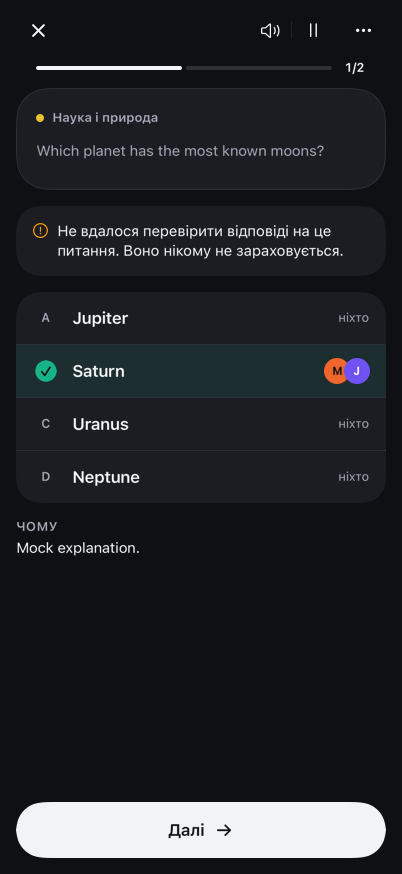 1/2
Наука і природа
Which planet has the most known moons?
Не вдалося перевірити відповіді на це
питання. Воно нікому не зараховується.
A Jupiter ніхто
Saturn M J
C Uranus ніхто
D Neptune ніхто
ЧОМУ
Mock explanation.
Далі →